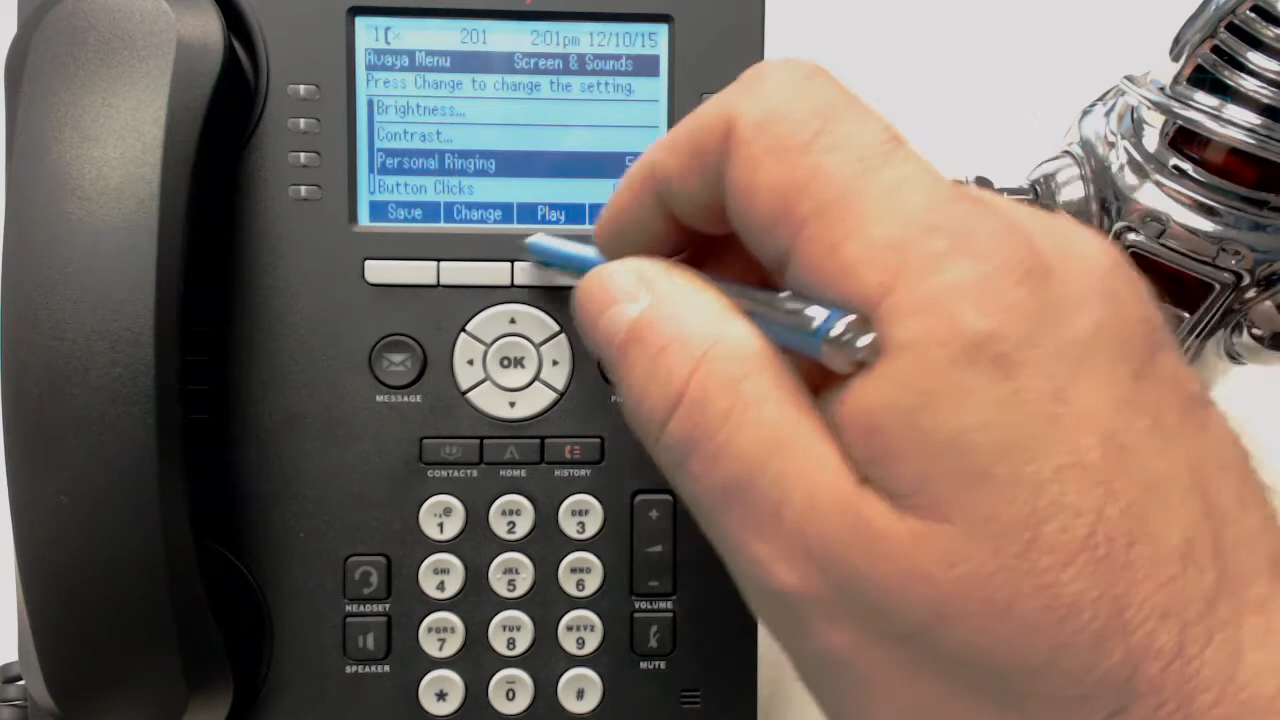 1 201 2:01pm 12/10/15
Avaya Menu Screen & Sounds
Press Change to change the setting.
Brightness...
Contrast...
Personal Ringing
Button Clicks
Save Change Play
OK
MESSAGE
CONTACTS HOME HISTORY
.,@ ABC DEF
1 2 3
+
GHI JKL MNO
4 5 6
-
HEADSET VOLUME
PQRS TUV WXYZ
7 8 9
SPEAKER MUTE
* 0 #